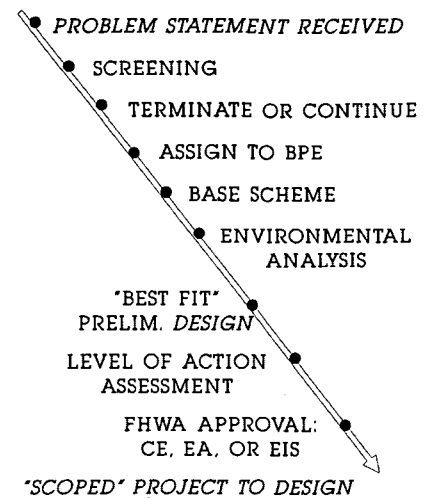 PROBLEM STATEMENT RECEIVED
SCREENING
TERMINATE OR CONTINUE
ASSIGN TO BPE
BASE SCHEME
ENVIRONMENTAL
ANALYSIS
"BEST FIT"
PRELIM. DESIGN
LEVEL OF ACTION
ASSESSMENT
FHWA APPROVAL:
CE, EA, OR EIS
"SCOPED" PROJECT TO DESIGN